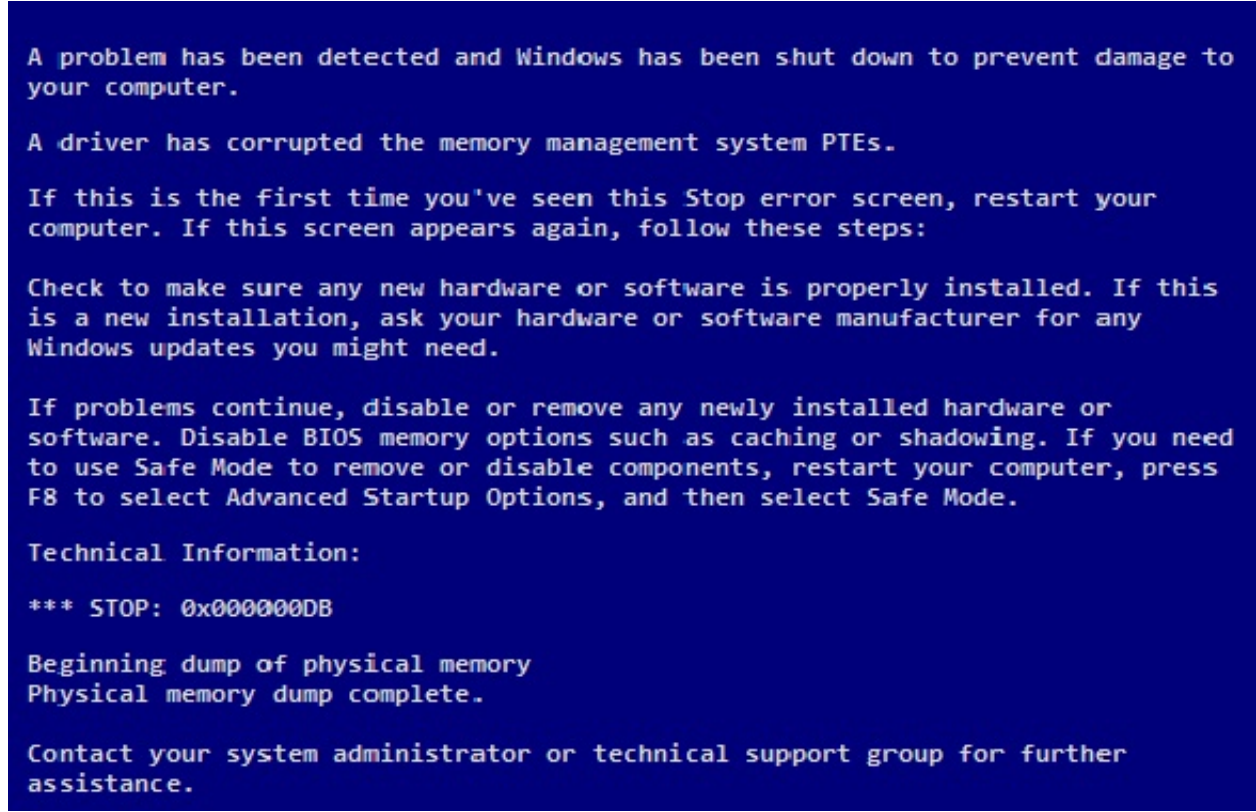 A problem has been detected and Windows has been shut down to prevent damage to
your computer.
A driver has corrupted the memory management system PTEs.
If this is the first time you've seen this Stop error screen, restart your
computer. If this screen appears again, follow these steps:
Check to make sure any new hardware or software is properly installed. If this
is a new installation, ask your hardware or software manufacturer for any
Windows updates you might need.
If problems continue, disable or remove any newly installed hardware or
software. Disable BIOS memory options such as caching or shadowing. If you need
to use Safe Mode to remove or disable components, restart your computer, press
F8 to select Advanced Startup Options, and then select Safe Mode.
Technical Information:
*** STOP: 0x000000DB
Beginning dump of physical memory
Physical memory dump complete.
Contact your system administrator or technical support group for further
assistance.